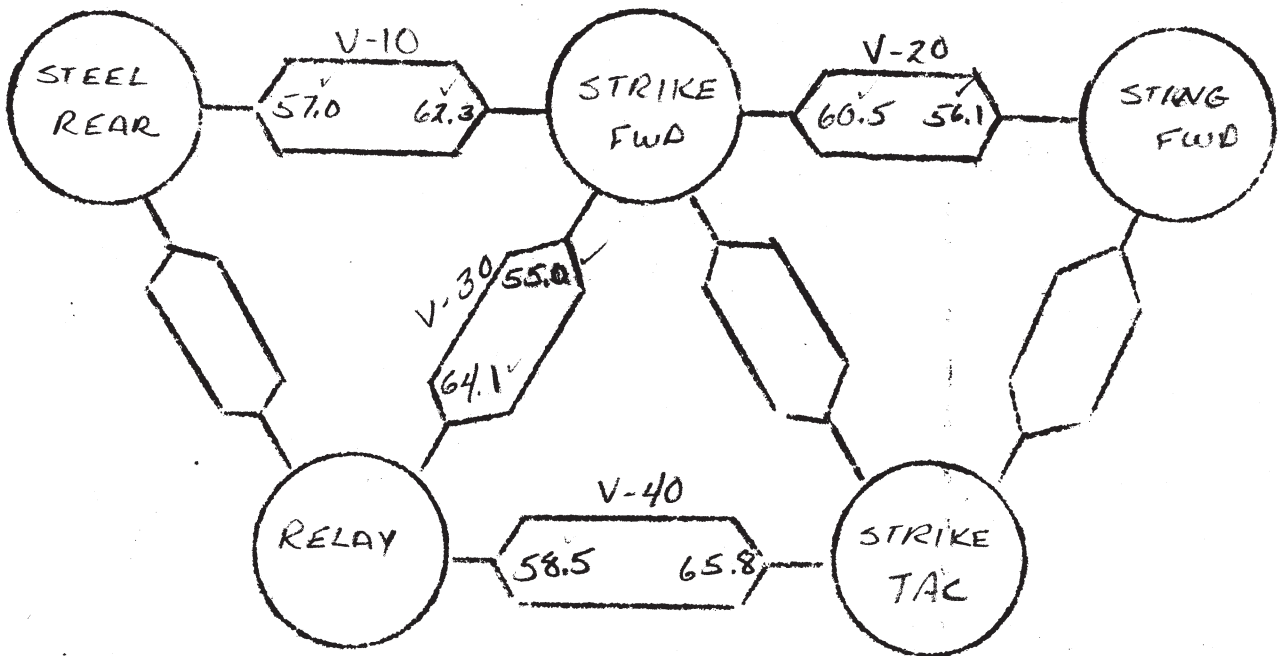 V-10
V-20
STEEL
REAR
57.0 62.3
STRIKE
FWD
60.5 56.1
STANG
FWD
V-30
55.0
64.1
RELAY
V-40
58.5 65.8
STRIKE
TAC